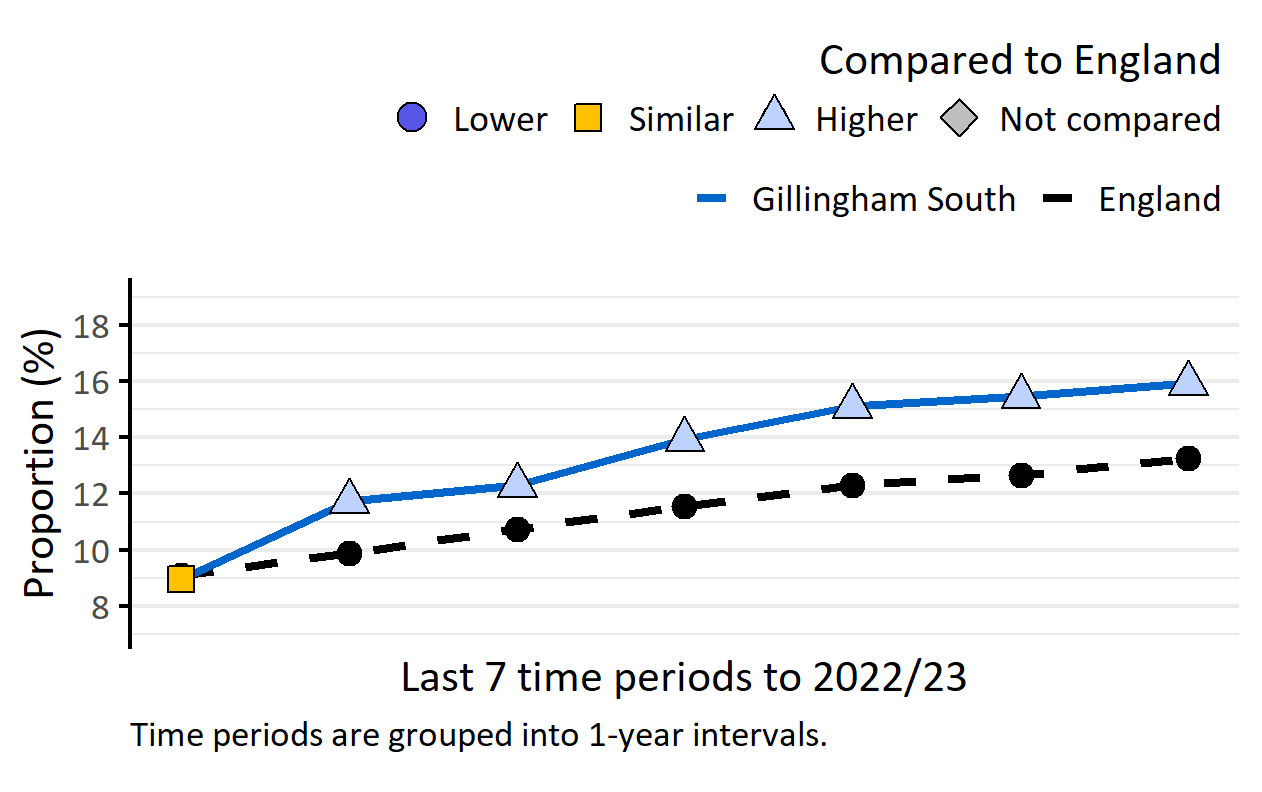 Compared to England
Lower Similar Higher Not compared
Gillingham South England
Proportion (%)
18
16
14
12
10
8
Last 7 time periods to 2022/23
Time periods are grouped into 1-year intervals.